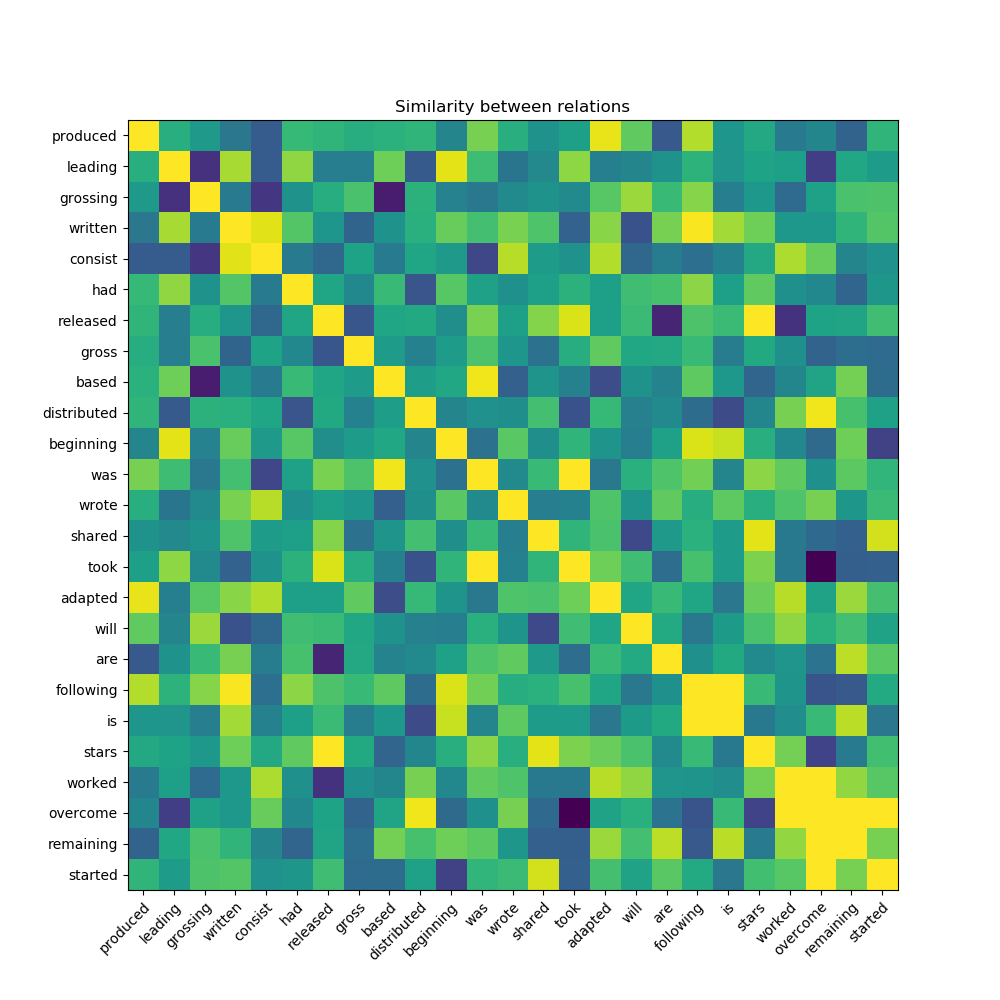 Similarity between relations
produced
leading
grossing
written
consist
had
released
gross
based
distributed
beginning
was
wrote
shared
took
adapted
will
are
following
is
stars
worked
overcome
remaining
started
produced
leading
grossing
written
consist
had
released
gross
based
distributed
beginning
was
wrote
shared
took
adapted
will
are
following
is
stars
worked
overcome
remaining
started